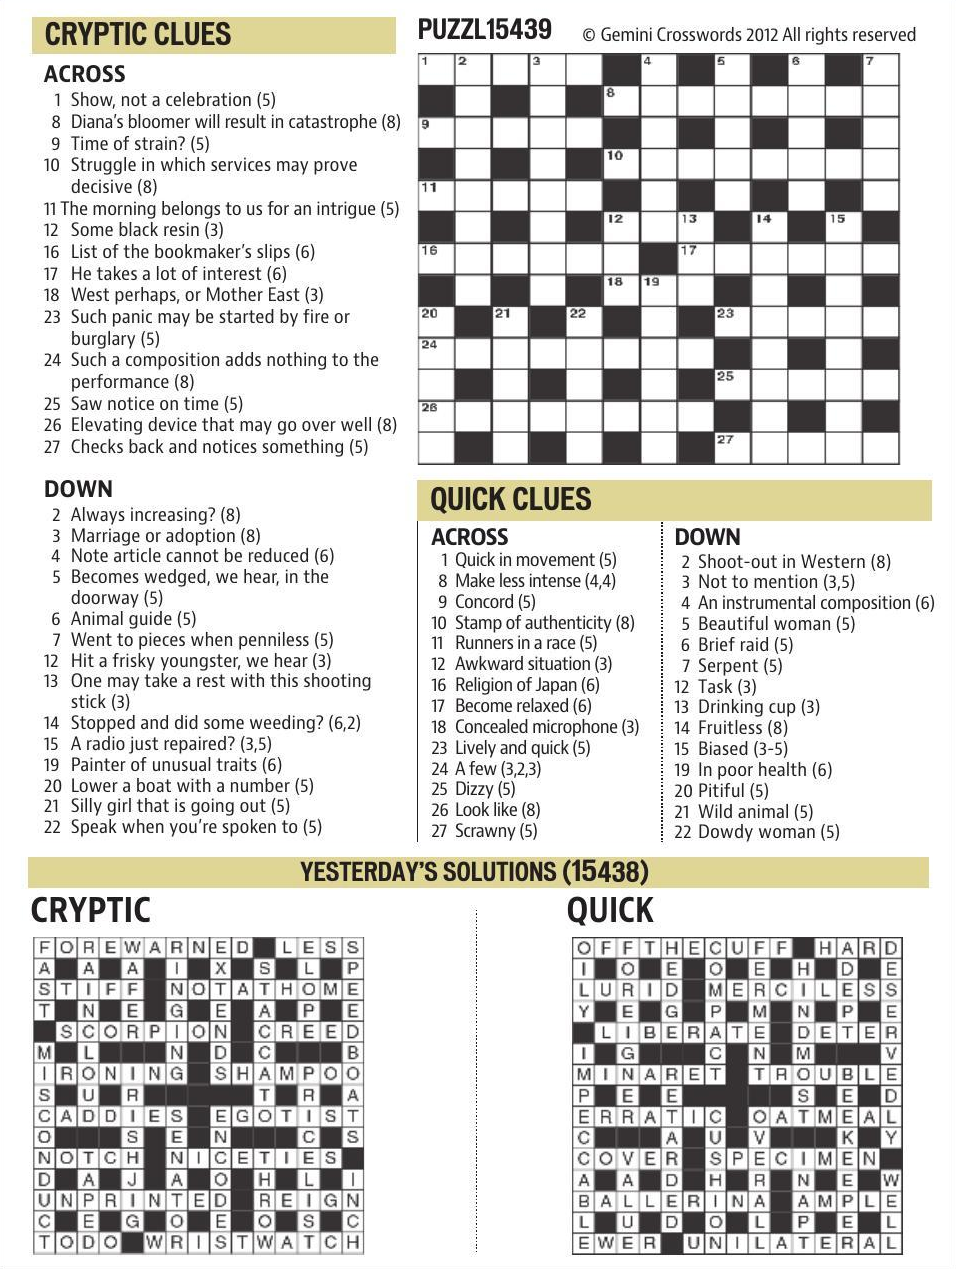 CRYPTIC CLUES
ACROSS
1 Show, not a celebration (5)
8 Diana's bloomer will result in catastrophe (8)
9 Time of strain? (5)
10 Struggle in which services may prove
decisive (8)
11 The morning belongs to us for an intrigue (5)
12 Some black resin (3)
16 List of the bookmaker's slips (6)
17 He takes a lot of interest (6)
18 West perhaps, or Mother East (3)
23 Such panic may be started by fire or
burglary (5)
24 Such a composition adds nothing to the
performance (8)
25 Saw notice on time (5)
26 Elevating device that may go over well (8)
27 Checks back and notices something (5)
DOWN
2 Always increasing? (8)
3 Marriage or adoption (8)
4 Note article cannot be reduced (6)
5 Becomes wedged, we hear, in the
doorway (5)
6 Animal guide (5)
7 Went to pieces when penniless (5)
12 Hit a frisky youngster, we hear (3)
13 One may take a rest with this shooting
stick (3)
14 Stopped and did some weeding? (6,2)
15 A radio just repaired? (3,5)
19 Painter of unusual traits (6)
20 Lower a boat with a number (5)
21 Silly girl that is going out (5)
22 Speak when you're spoken to (5)
PUZZL15439
© Gemini Crosswords 2012 All rights reserved
1 2 3 4 5 6 7
8
9
10
11
12 13 14 15
16 17
18 19
20 21 22 23
24
25
26
27
QUICK CLUES
ACROSS
1 Quick in movement (5)
8 Make less intense (4,4)
9 Concord (5)
10 Stamp of authenticity (8)
11 Runners in a race (5)
12 Awkward situation (3)
16 Religion of Japan (6)
17 Become relaxed (6)
18 Concealed microphone (3)
23 Lively and quick (5)
24 A few (3,2,3)
25 Dizzy (5)
26 Look like (8)
27 Scrawny (5)
DOWN
2 Shoot-out in Western (8)
3 Not to mention (3,5)
4 An instrumental composition (6)
5 Beautiful woman (5)
6 Brief raid (5)
7 Serpent (5)
12 Task (3)
13 Drinking cup (3)
14 Fruitless (8)
15 Biased (3-5)
19 In poor health (6)
20 Pitiful (5)
21 Wild animal (5)
22 Dowdy woman (5)
YESTERDAY'S SOLUTIONS (15438)
CRYPTIC
FOREWARNED LESS
A A A I X S L P
STIFF NOTATHOME
T N E G E A P E
SCORPION CREED
M L N D C B
IRONING SHAMPOO
S U R T R A
CADDIES EGOTIST
O S E N C S
NOTCH NICETIES
D A J A O H L I
UNPRINTED REIGN
C E G O E O S C
TODO WRISTWATCH
QUICK
OFFTHECUFF HARD
I O E O E H D E
LURID MERCILESS
Y E G P M N P E
LIBERATE DETER
I G C N M V
MINARET TROUBLE
P E E S E D
ERRATIC OATMEAL
C A U V K Y
COVER SPECIMEN
A A D H R N E W
BALLERINA AMPLE
L U D O L P E L
EWER UNILATERAL